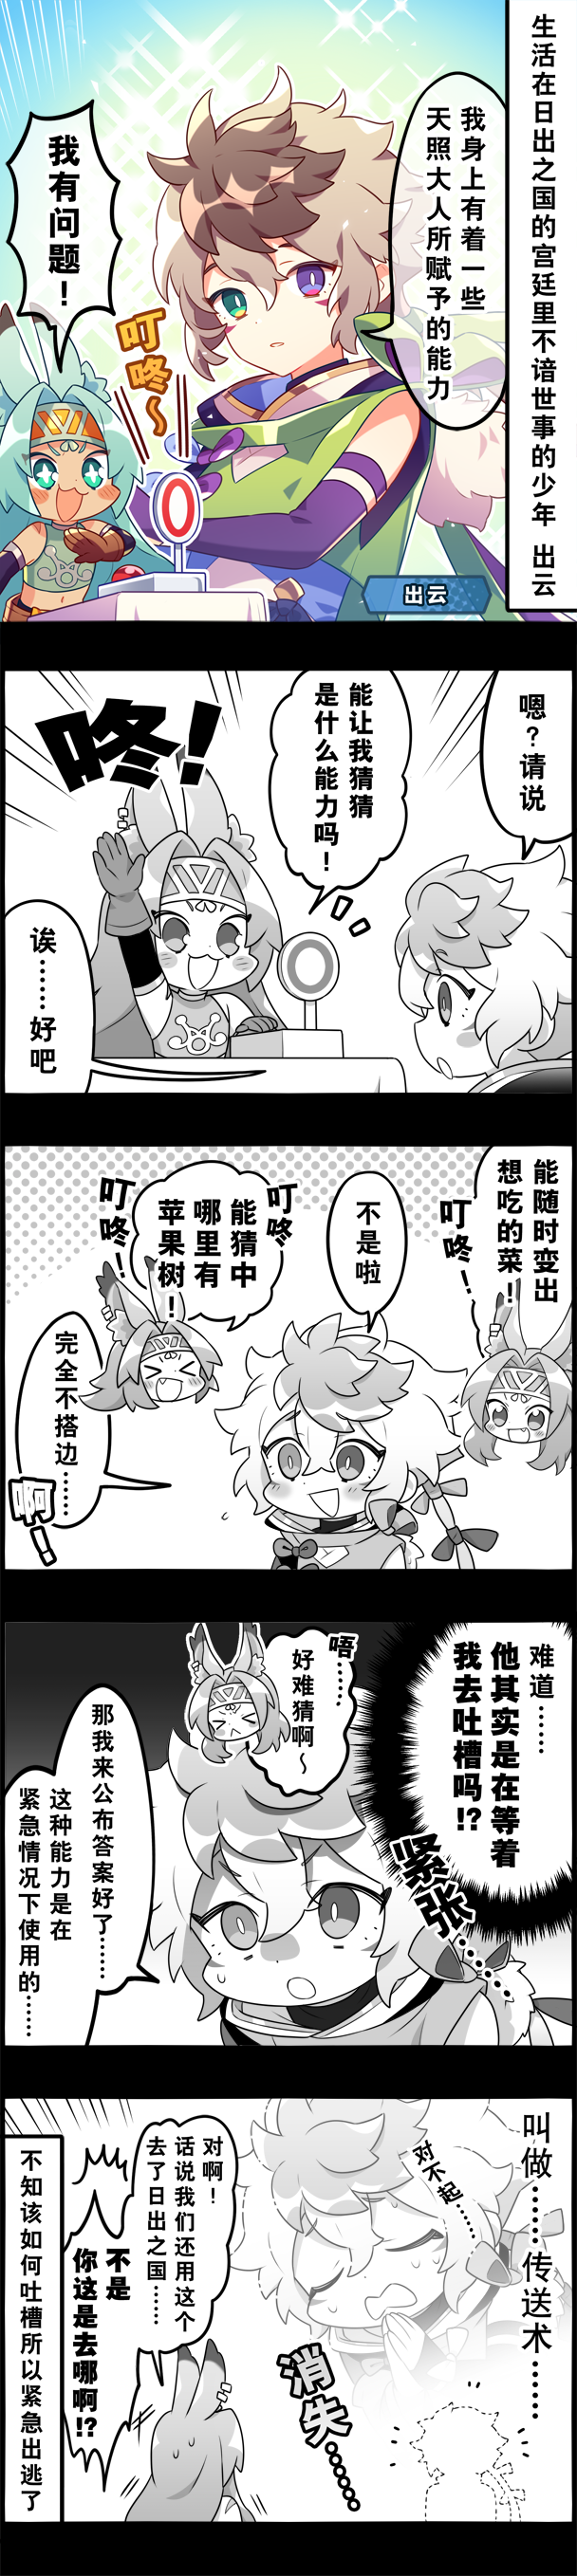 生活在日出之国的宫廷里不谙世事的少年 出云
我身上有着一些
天照大人所赋予的能力
我有问题！
叮咚～
出云
嗯？请说
能让我猜猜
是什么能力吗！
咚！
诶……好吧
能随时变出
想吃的菜！
叮咚！
不是啦
叮咚
能猜中
哪里有
苹果树！
叮咚！
完全不搭边……
啊！
难道……
他其实是在等着
我去吐槽吗！？
唔……
好难猜啊～
紧张……
那我来公布答案好了……
这种能力是在
紧急情况下使用的……
叫做……传送术……
对不起……
消失……
对啊！
话说我们还用这个
去了日出之国……
不是
你这是去哪啊！？
不知该如何吐槽所以紧急出逃了